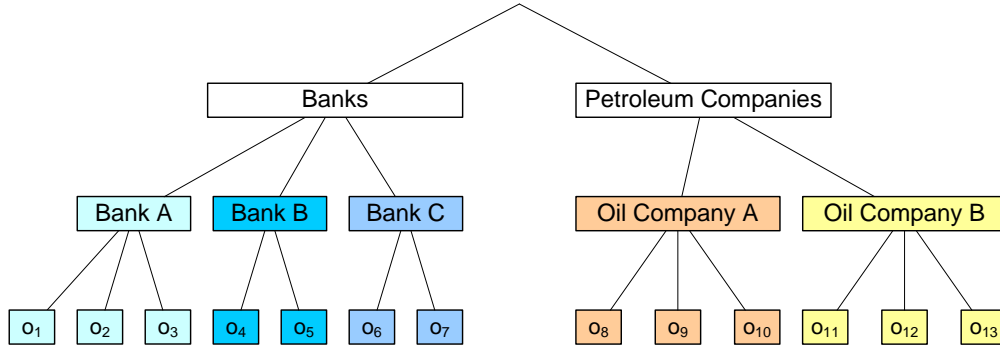 Banks Petroleum Companies
Bank A Bank B Bank C Oil Company A Oil Company B
o₁ o₂ o₃ o₄ o₅ o₆ o₇ o₈ o₉ o₁₀ o₁₁ o₁₂ o₁₃